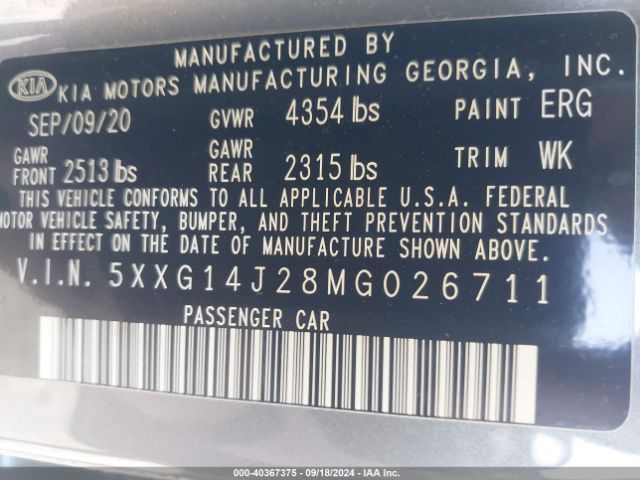 MANUFACTURED BY
KIA KIA MOTORS MANUFACTURING GEORGIA, INC.
SEP/09/20 GVWR 4354 lbs PAINT ERG
GAWR FRONT 2513 lbs GAWR REAR 2315 lbs TRIM WK
THIS VEHICLE CONFORMS TO ALL APPLICABLE U.S.A. FEDERAL
MOTOR VEHICLE SAFETY, BUMPER, AND THEFT PREVENTION STANDARDS
IN EFFECT ON THE DATE OF MANUFACTURE SHOWN ABOVE.
V.I.N. 5XXG14J28MG026711
PASSENGER CAR
000-40367375 - 09/18/2024 - IAA Inc.